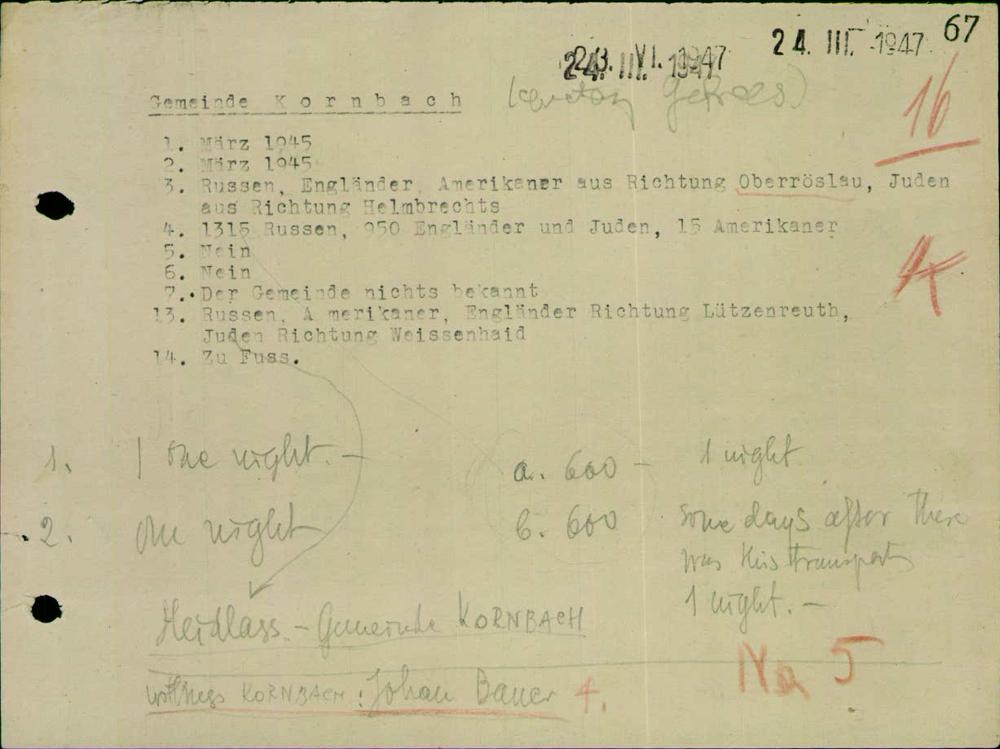 67
24. III. 1947
1947
Gemeinde Kornbach
16
1. März 1945
2. März 1945
3. Russen, Engländer, Amerikaner aus Richtung Oberröslau, Juden
aus Richtung Helmbrechts
4. 1315 Russen, 950 Engländer und Juden, 15 Amerikaner
5. Nein
6. Nein
7. Der Gemeinde nichts bekannt
13. Russen, A merikaner, Engländer Richtung Lützenreuth,
Juden Richtung Weissenhaid
14. Zu Fuss.
1. 1 one night. — a. 600 — 1 night
2. one night b. 600 some days after there
was this transports
1 night. —
Heidlass. – Gemeinde KORNBACH
No 5
KORNBACH: Johan Bauer 4.